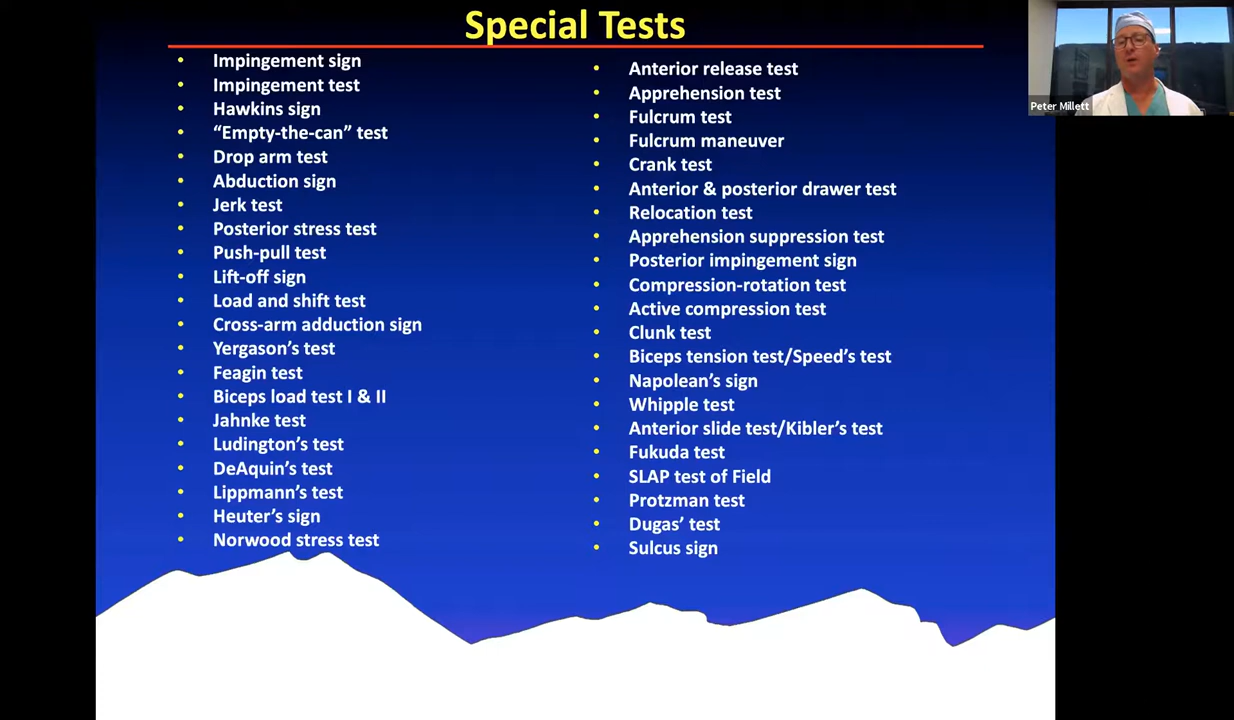 Special Tests
• Impingement sign
• Impingement test
• Hawkins sign
• “Empty-the-can” test
• Drop arm test
• Abduction sign
• Jerk test
• Posterior stress test
• Push-pull test
• Lift-off sign
• Load and shift test
• Cross-arm adduction sign
• Yergason’s test
• Feagin test
• Biceps load test I & II
• Jahnke test
• Ludington’s test
• DeAquin’s test
• Lippmann’s test
• Heuter’s sign
• Norwood stress test
• Anterior release test
• Apprehension test
• Fulcrum test
• Fulcrum maneuver
• Crank test
• Anterior & posterior drawer test
• Relocation test
• Apprehension suppression test
• Posterior impingement sign
• Compression-rotation test
• Active compression test
• Clunk test
• Biceps tension test/Speed’s test
• Napolean’s sign
• Whipple test
• Anterior slide test/Kibler’s test
• Fukuda test
• SLAP test of Field
• Protzman test
• Dugas’ test
• Sulcus sign
Peter Millett